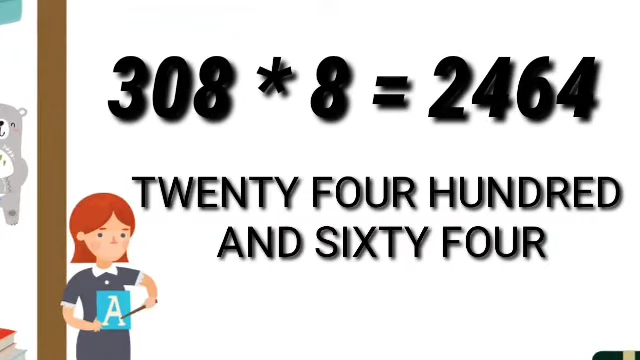 308 * 8 = 2464
TWENTY FOUR HUNDRED
AND SIXTY FOUR
A